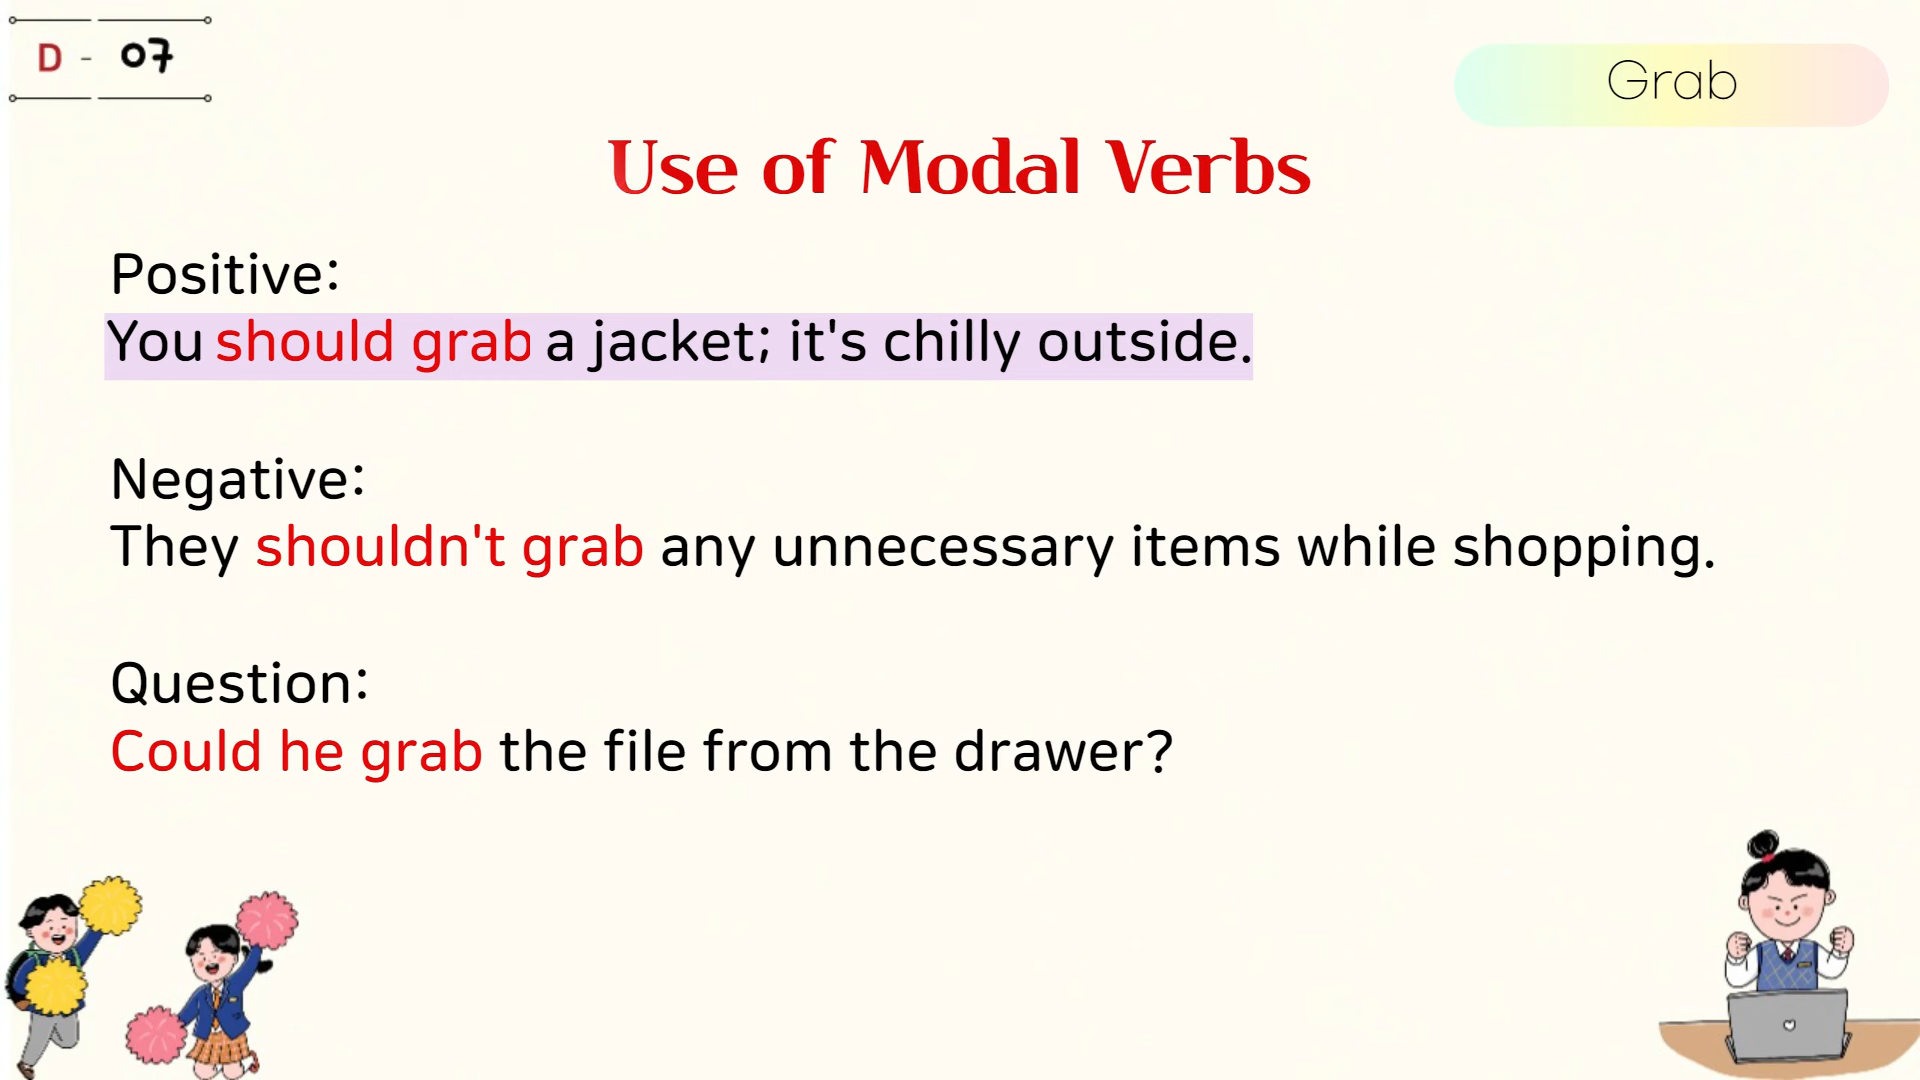 D - 07
Grab
Use of Modal Verbs
Positive:
You should grab a jacket; it's chilly outside.
Negative:
They shouldn't grab any unnecessary items while shopping.
Question:
Could he grab the file from the drawer?